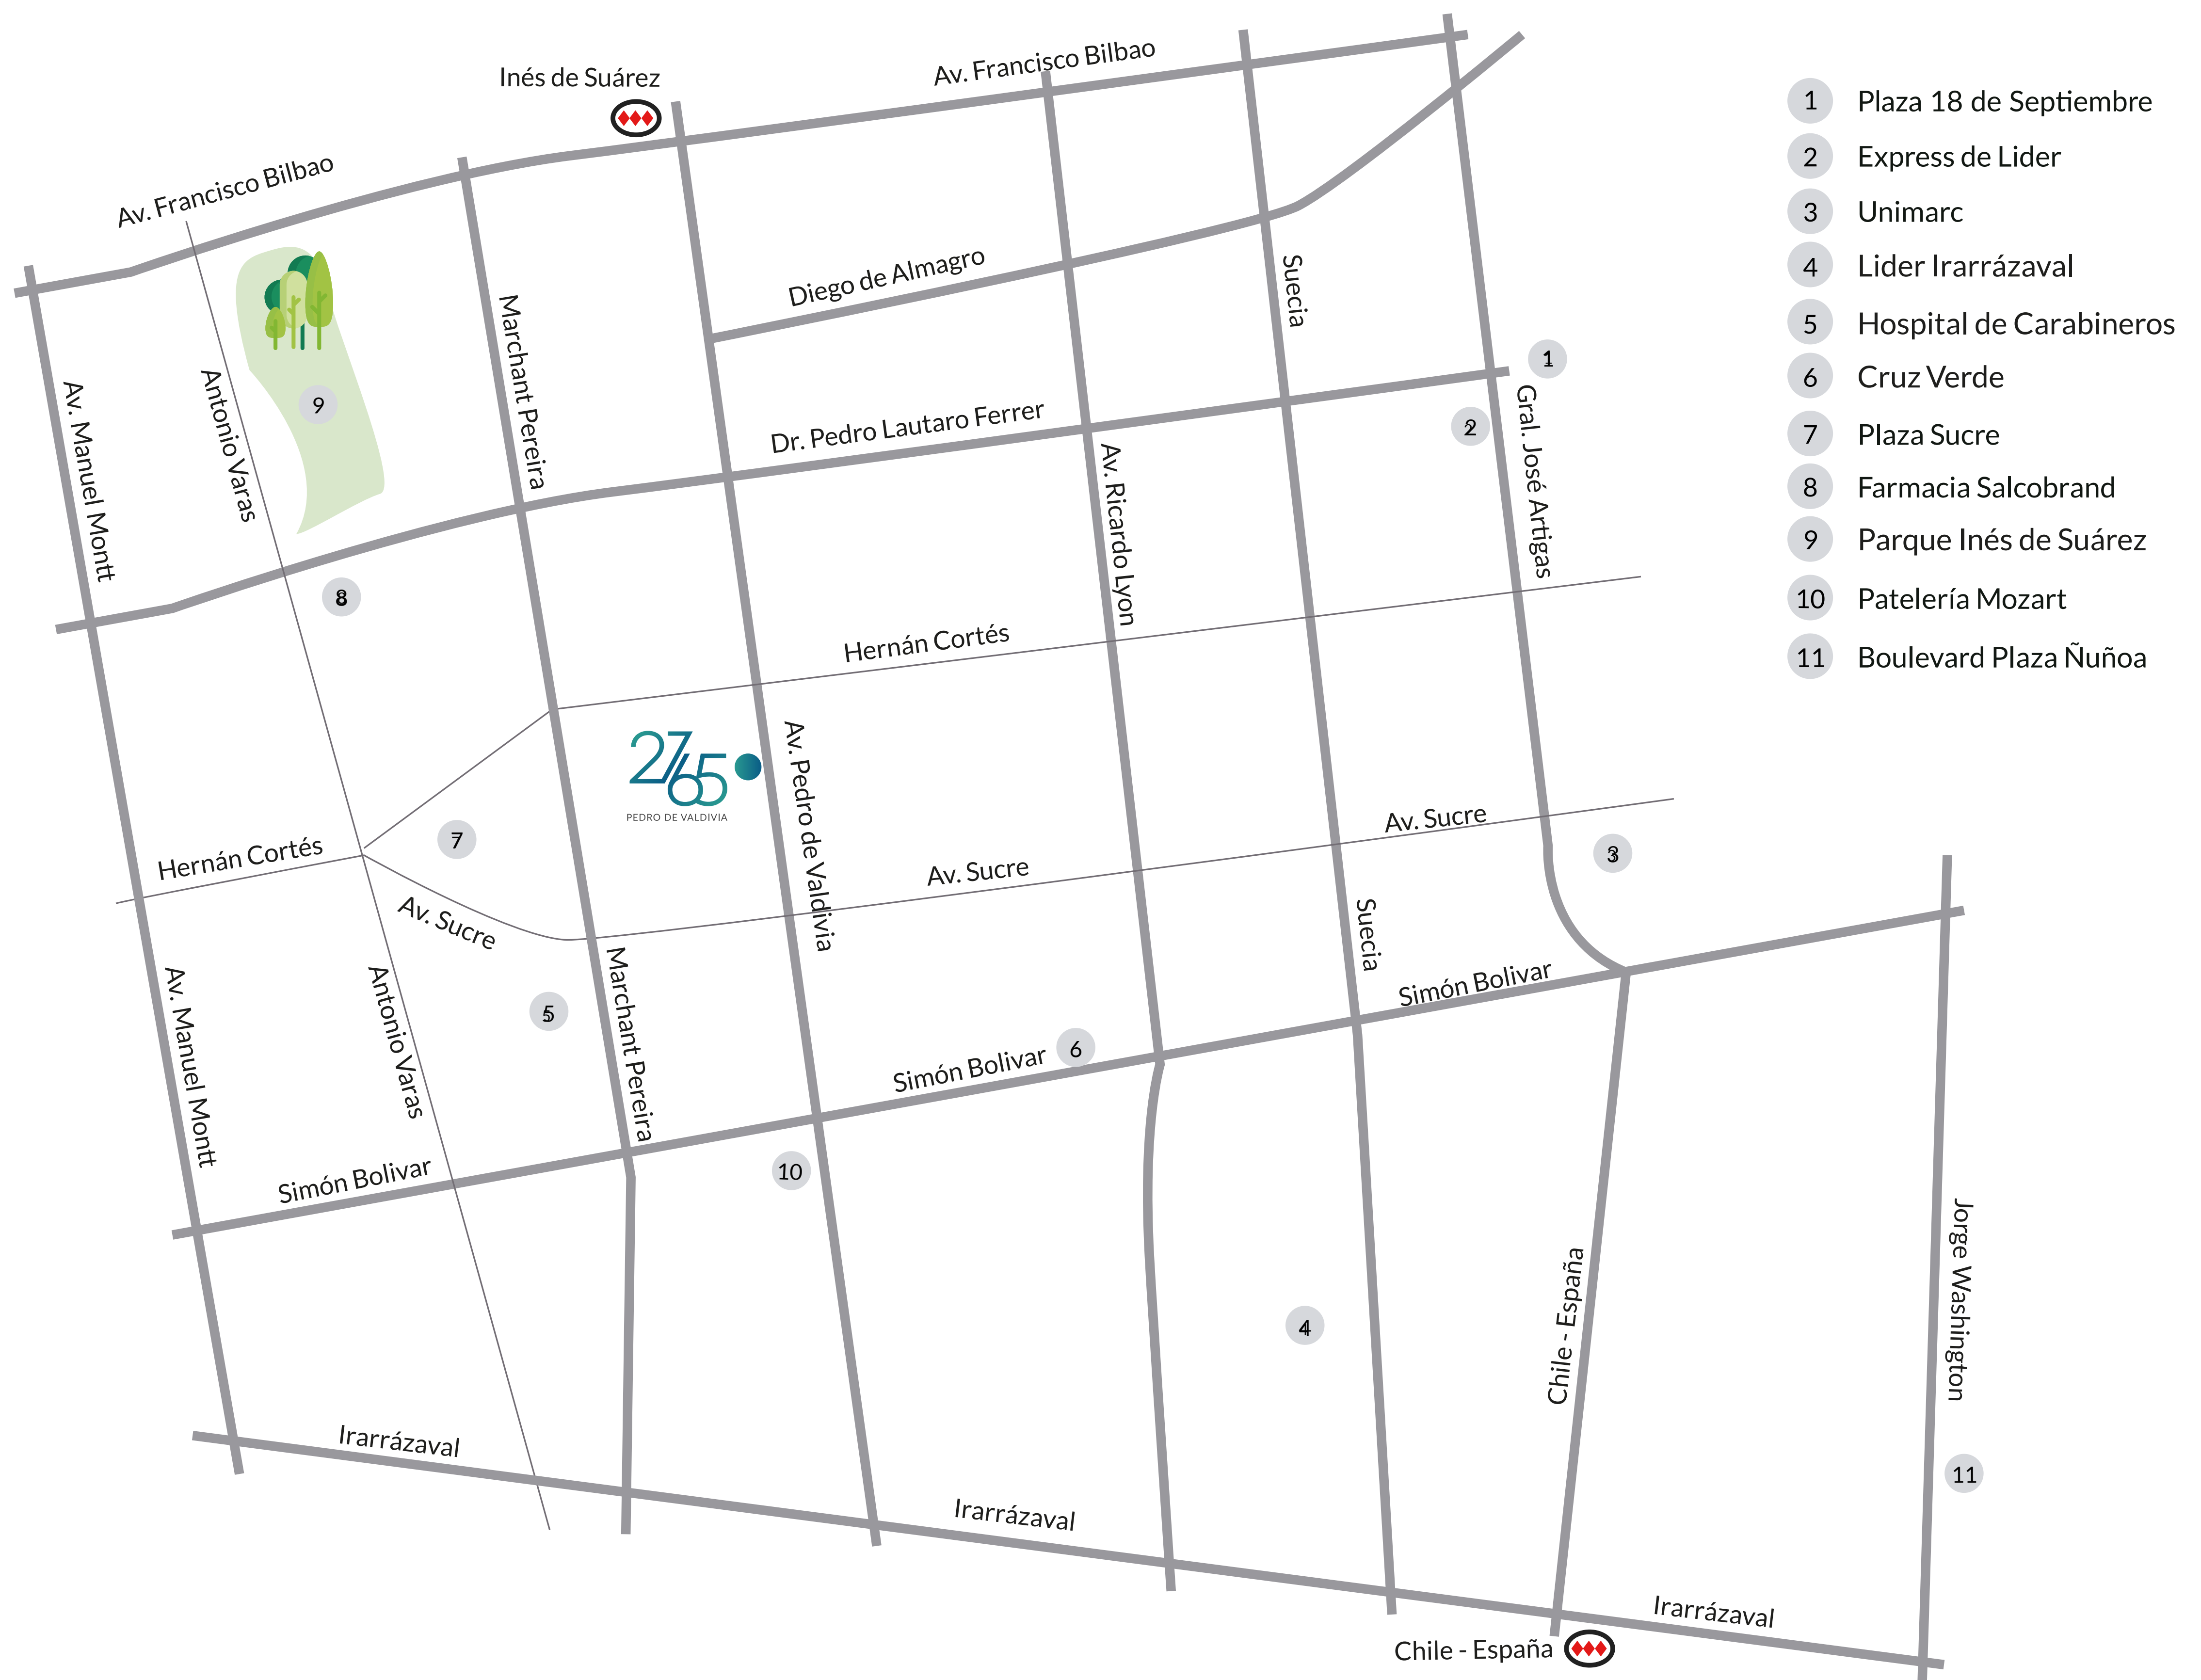 Inés de Suárez
Av. Francisco Bilbao
Av. Francisco Bilbao
Diego de Almagro
Suecia
Marchant Pereira
Antonio Varas
Av. Manuel Montt
9
1
2
Dr. Pedro Lautaro Ferrer
Av. Ricardo Lyon
Gral. José Artigas
8
Hernán Cortés
2765
PEDRO DE VALDIVIA
Av. Pedro de Valdivia
7
Hernán Cortés
Av. Sucre
Av. Sucre
Av. Sucre
3
Suecia
Simón Bolivar
Av. Manuel Montt
Antonio Varas
5
Marchant Pereira
6
Simón Bolivar
Simón Bolivar
10
4
Chile - España
Jorge Washington
11
Irarrázaval
Irarrázaval
Irarrázaval
Chile - España
1 Plaza 18 de Septiembre
2 Express de Lider
3 Unimarc
4 Lider Irarrázaval
5 Hospital de Carabineros
6 Cruz Verde
7 Plaza Sucre
8 Farmacia Salcobrand
9 Parque Inés de Suárez
10 Patelería Mozart
11 Boulevard Plaza Ñuñoa